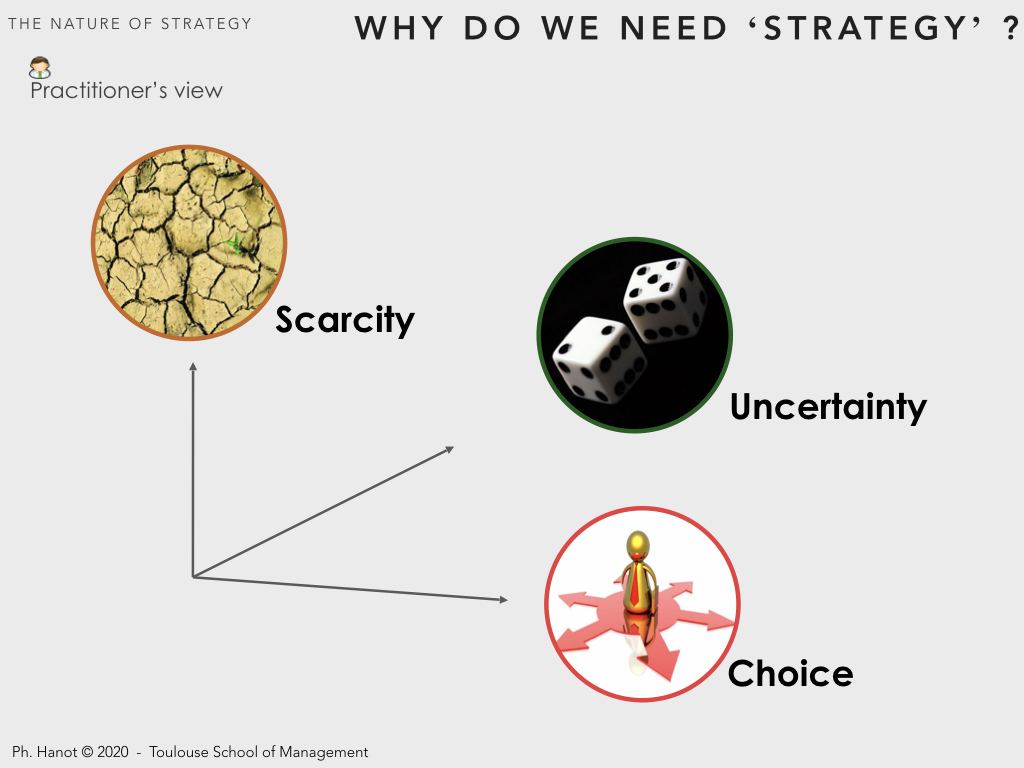 THE NATURE OF STRATEGY
WHY DO WE NEED ‘STRATEGY’ ?
Practitioner’s view
Scarcity
Uncertainty
Choice
Ph. Hanot © 2020 - Toulouse School of Management